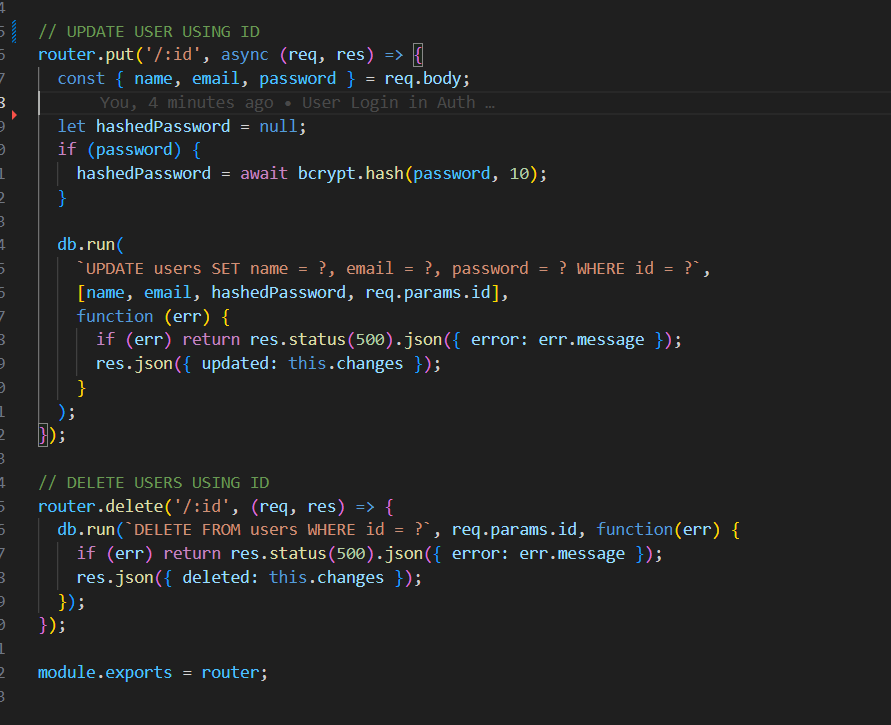 4
5 // UPDATE USER USING ID
6 router.put('/:id', async (req, res) => {
7 const { name, email, password } = req.body;
8 You, 4 minutes ago • User Login in Auth …
9 let hashedPassword = null;
0 if (password) {
1 hashedPassword = await bcrypt.hash(password, 10);
2 }
3
4 db.run(
5 `UPDATE users SET name = ?, email = ?, password = ? WHERE id = ?`,
6 [name, email, hashedPassword, req.params.id],
7 function (err) {
8 if (err) return res.status(500).json({ error: err.message });
9 res.json({ updated: this.changes });
0 }
1 );
2 });
3
4 // DELETE USERS USING ID
5 router.delete('/:id', (req, res) => {
6 db.run(`DELETE FROM users WHERE id = ?`, req.params.id, function(err) {
7 if (err) return res.status(500).json({ error: err.message });
8 res.json({ deleted: this.changes });
9 });
0 });
1
2 module.exports = router;
3